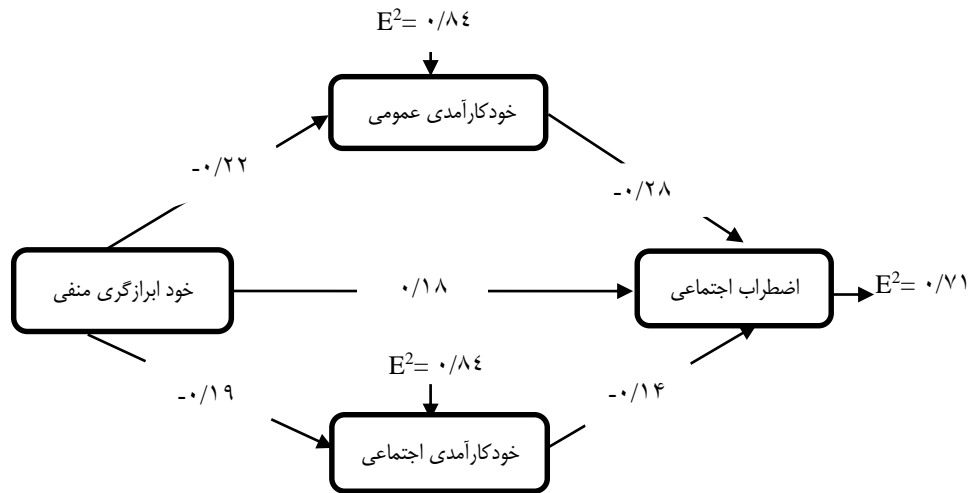 E²= ۰/۸٤
خودکارآمدی عمومی
-۰/۲۲
-۰/۲۸
خود ابرازگری منفی
۰/۱۸
اضطراب اجتماعی
E²= ۰/۷۱
E²= ۰/۸٤
-۰/۱۹
-۰/۱۴
خودکارآمدی اجتماعی